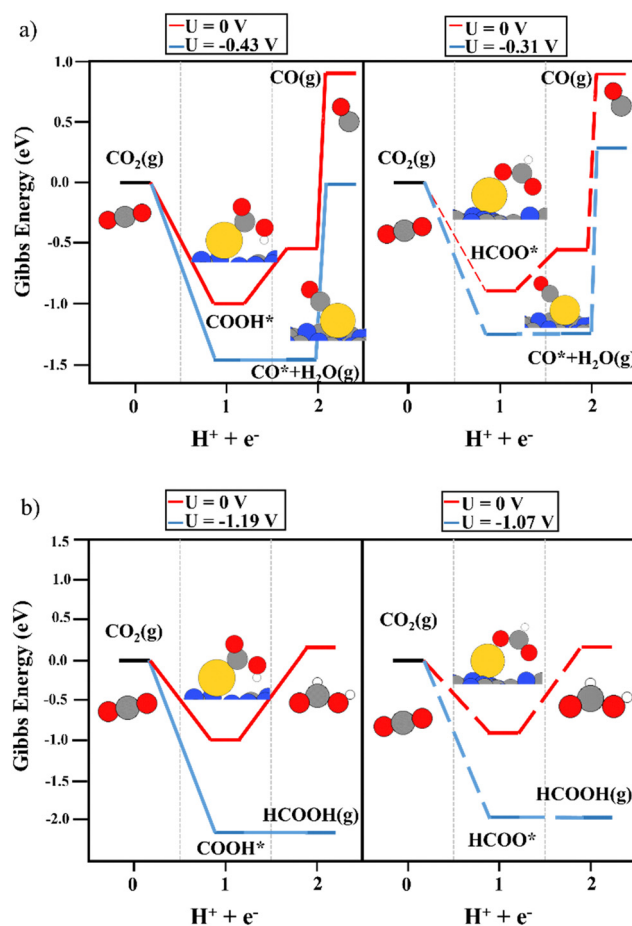 a)
U = 0 V
U = -0.43 V
U = 0 V
U = -0.31 V
Gibbs Energy (eV)
1.0
0.5
0.0
-0.5
-1.0
-1.5
CO₂(g)
COOH*
CO(g)
CO*+H₂O(g)
0
1
2
H⁺ + e⁻
CO₂(g)
HCOO*
CO(g)
CO*+H₂O(g)
0
1
2
H⁺ + e⁻
b)
U = 0 V
U = -1.19 V
U = 0 V
U = -1.07 V
Gibbs Energy (eV)
1.5
1.0
0.5
0.0
-0.5
-1.0
-1.5
-2.0
CO₂(g)
HCOOH(g)
COOH*
0
1
2
H⁺ + e⁻
CO₂(g)
HCOOH(g)
HCOO*
0
1
2
H⁺ + e⁻